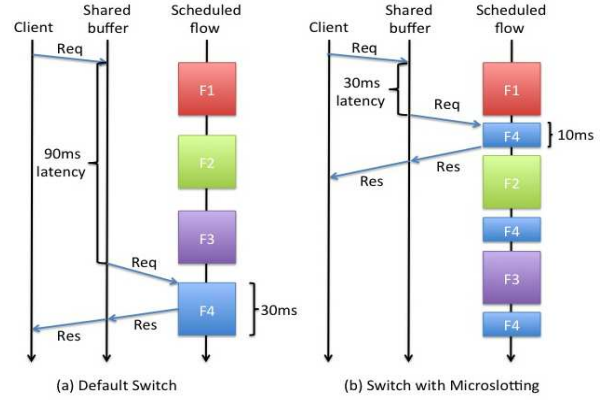 Client
Shared
buffer
Scheduled
flow
Req
90ms
latency
F1
F2
F3
Req
F4
30ms
Res
Res
(a) Default Switch
Client
Shared
buffer
Scheduled
flow
Req
30ms
latency
F1
Req
F4
10ms
Res
Res
F2
F4
F3
F4
(b) Switch with Microslotting